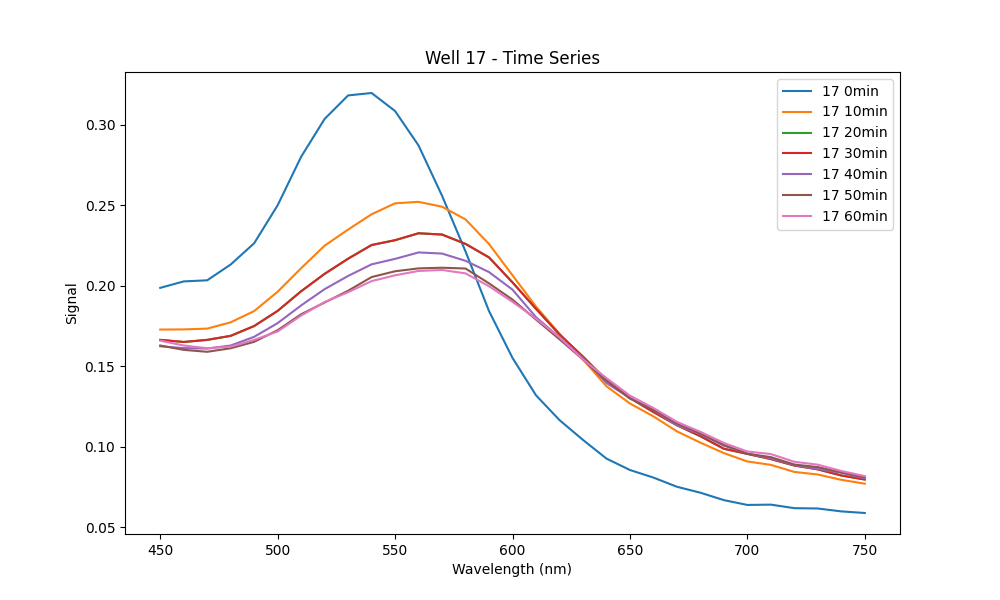 Well 17 - Time Series
17 0min
17 10min
17 20min
17 30min
17 40min
17 50min
17 60min
Signal
0.30
0.25
0.20
0.15
0.10
0.05
450 500 550 600 650 700 750
Wavelength (nm)